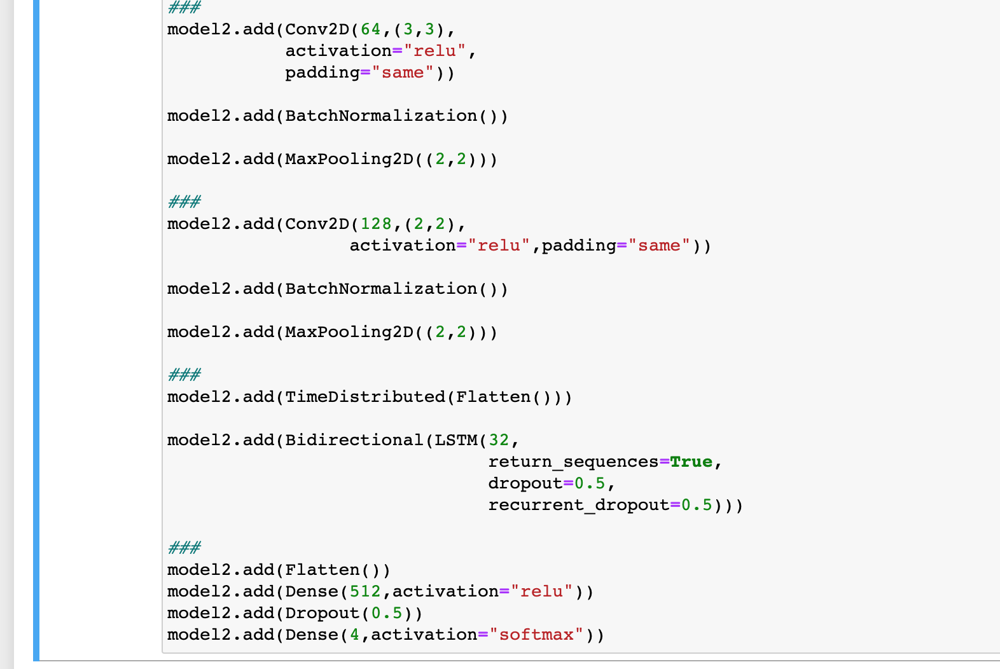 ###
model2.add(Conv2D(64,(3,3),
activation="relu",
padding="same"))
model2.add(BatchNormalization())
model2.add(MaxPooling2D((2,2)))
###
model2.add(Conv2D(128,(2,2),
activation="relu",padding="same"))
model2.add(BatchNormalization())
model2.add(MaxPooling2D((2,2)))
###
model2.add(TimeDistributed(Flatten()))
model2.add(Bidirectional(LSTM(32,
return_sequences=True,
dropout=0.5,
recurrent_dropout=0.5)))
###
model2.add(Flatten())
model2.add(Dense(512,activation="relu"))
model2.add(Dropout(0.5))
model2.add(Dense(4,activation="softmax"))